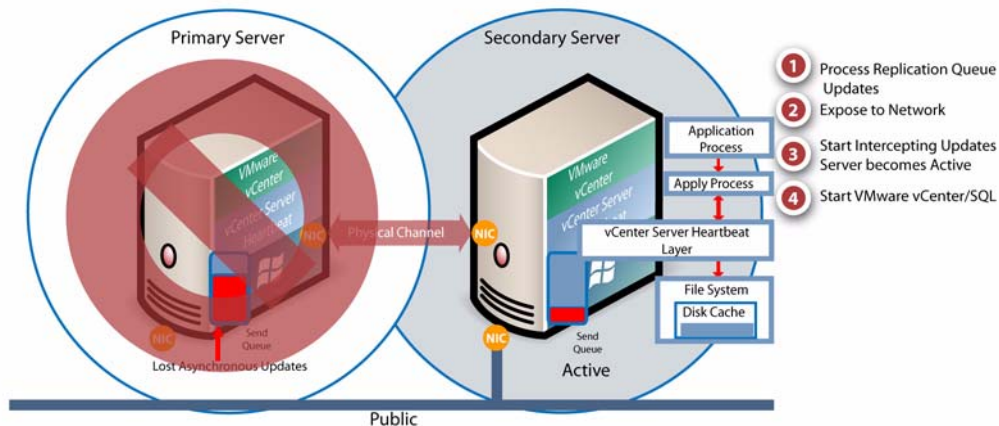 Primary Server
Secondary Server
VMware
vCenter
vCenter Server
Heartbeat
NIC
NIC
Physical Channel
Send
Queue
Lost Asynchronous Updates
VMware
vCenter
vCenter Server
Heartbeat
NIC
NIC
Send
Queue
Active
Public
Application
Process
Apply Process
vCenter Server Heartbeat
Layer
File System
Disk Cache
1 Process Replication Queue
Updates
2 Expose to Network
3 Start Intercepting Updates
Server becomes Active
4 Start VMware vCenter/SQL